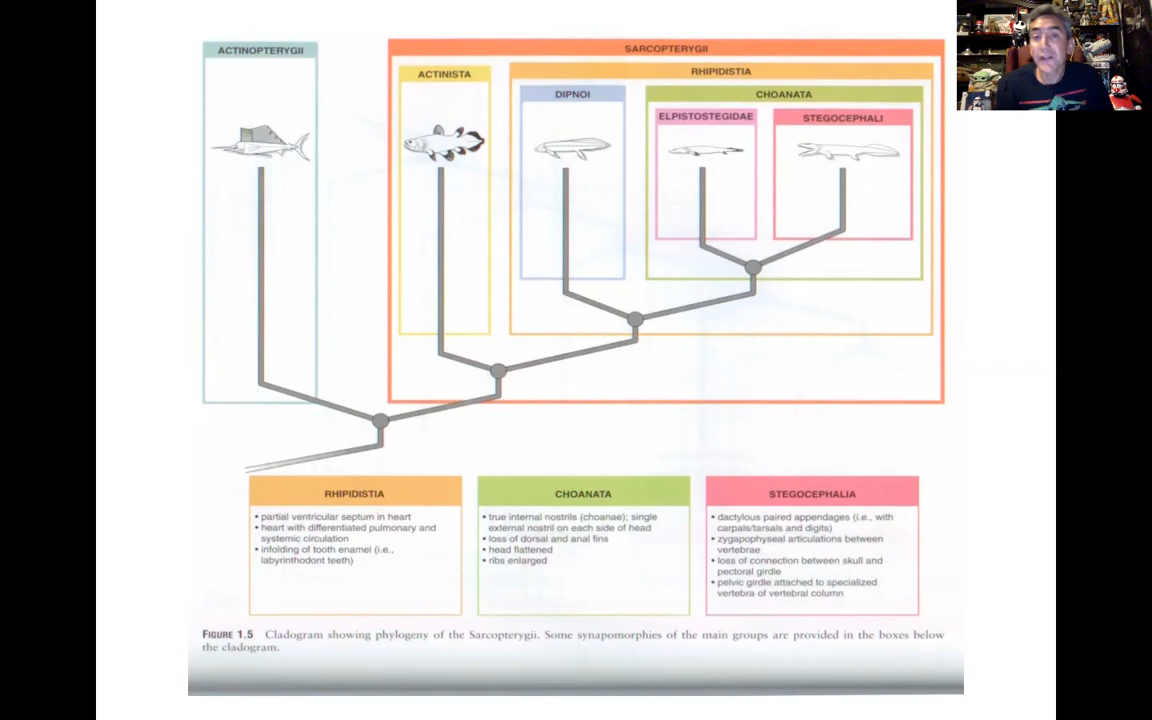 ACTINOPTERYGII
SARCOPTERYGII
ACTINISTA
RHIPIDISTIA
DIPNOI
CHOANATA
ELPISTOSTEGIDAE
STEGOCEPHALI
RHIPIDISTIA
• partial ventricular septum in heart
• heart with differentiated pulmonary and
systemic circulation
• infolding of tooth enamel (i.e.,
labyrinthodont teeth)
CHOANATA
• true internal nostrils (choanae); single
external nostril on each side of head
• loss of dorsal and anal fins
• head flattened
• ribs enlarged
STEGOCEPHALIA
• dactylous paired appendages (i.e., with
carpals/tarsals and digits)
• zygapophyseal articulations between
vertebrae
• loss of connection between skull and
pectoral girdle
• pelvic girdle attached to specialized
vertebra of vertebral column
FIGURE 1.5 Cladogram showing phylogeny of the Sarcopterygii. Some synapomorphies of the main groups are provided in the boxes below
the cladogram.